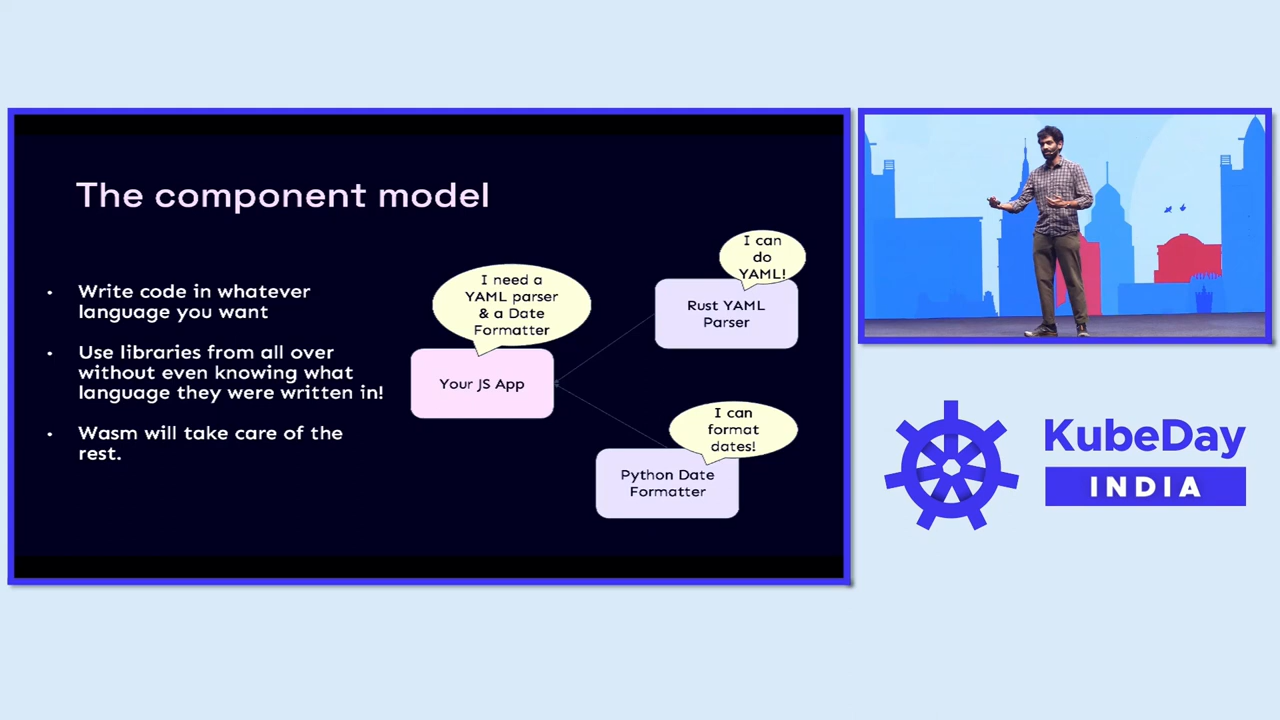 The component model
• Write code in whatever
language you want
• Use libraries from all over
without even knowing what
language they were written in!
• Wasm will take care of the
rest.
I need a
YAML parser
& a Date
Formatter
Your JS App
I can
do
YAML!
Rust YAML
Parser
I can
format
dates!
Python Date
Formatter
KubeDay
INDIA